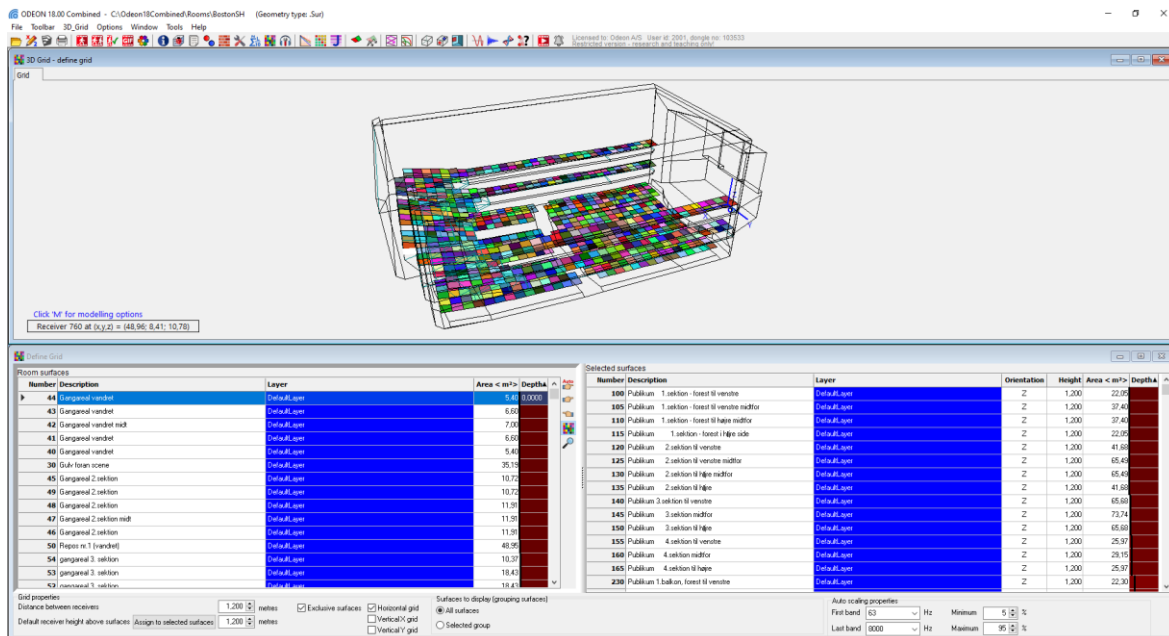 ODEON 18.00 Combined - C:\Odeon18Combined\Rooms\BostonSH (Geometry type: .Sur)
File Toolbar 3D_Grid Options Window Tools Help
Licensed to: Odeon A/S User id: 2001, dongle no: 103533
Restricted version - research and teaching only!
3D Grid - define grid
Grid
Click 'M' for modelling options
Receiver 760 at (x,y,z) = (48,96; 8,41; 10,78)
Define Grid
Room surfaces
Number Description Layer Area < m²> Depth
44 Gangareal vandret DefaultLayer 5,40 0,0000
43 Gangareal vandret DefaultLayer 6,60
42 Gangareal vandret midt DefaultLayer 7,00
41 Gangareal vandret DefaultLayer 6,60
40 Gangareal vandret DefaultLayer 5,40
30 Gulv foran scene DefaultLayer 35,19
45 Gangareal 2.sektion DefaultLayer 10,72
49 Gangareal 2.sektion DefaultLayer 10,72
48 Gangareal 2.sektion DefaultLayer 11,91
47 Gangareal 2.sektion midt DefaultLayer 11,91
46 Gangareal 2.sektion DefaultLayer 11,91
50 Repos nr.1 (vandret) DefaultLayer 48,95
54 gangareal 3. sektion DefaultLayer 10,37
53 gangareal 3. sektion DefaultLayer 18,43
52 gangareal 3. sektion DefaultLayer 18,43
Auto
Selected surfaces
Number Description Layer Orientation Height Area < m²> Depth
100 Publikum 1.sektion - forest til venstre DefaultLayer Z 1,200 22,05
105 Publikum 1.sektion - forest til venstre midtfor DefaultLayer Z 1,200 37,40
110 Publikum 1.sektion - forest til højre midtfor DefaultLayer Z 1,200 37,40
115 Publikum 1.sektion - forest i højre side DefaultLayer Z 1,200 22,05
120 Publikum 2.sektion til venstre DefaultLayer Z 1,200 41,68
125 Publikum 2.sektion til venstre midtfor DefaultLayer Z 1,200 65,49
130 Publikum 2.sektion til højre midtfor DefaultLayer Z 1,200 65,49
135 Publikum 2.sektion til højre DefaultLayer Z 1,200 41,68
140 Publikum 3.sektion til venstre DefaultLayer Z 1,200 65,68
145 Publikum 3.sektion midtfor DefaultLayer Z 1,200 73,74
150 Publikum 3.sektion til højre DefaultLayer Z 1,200 65,68
155 Publikum 4.sektion til venstre DefaultLayer Z 1,200 25,97
160 Publikum 4.sektion midtfor DefaultLayer Z 1,200 29,15
165 Publikum 4.sektion til højre DefaultLayer Z 1,200 25,97
230 Publikum 1.balkon, forest til venstre DefaultLayer Z 1,200 22,30
Grid properties
Distance between receivers 1,200 metres
Default receiver height above surfaces Assign to selected surfaces 1,200 metres
Exclusive surfaces
Horizontal grid
Vertical X grid
Vertical Y grid
Surfaces to display (grouping surfaces)
All surfaces
Selected group
Auto scaling properties
First band 63 Hz Minimum 5 %
Last band 8000 Hz Maximum 95 %